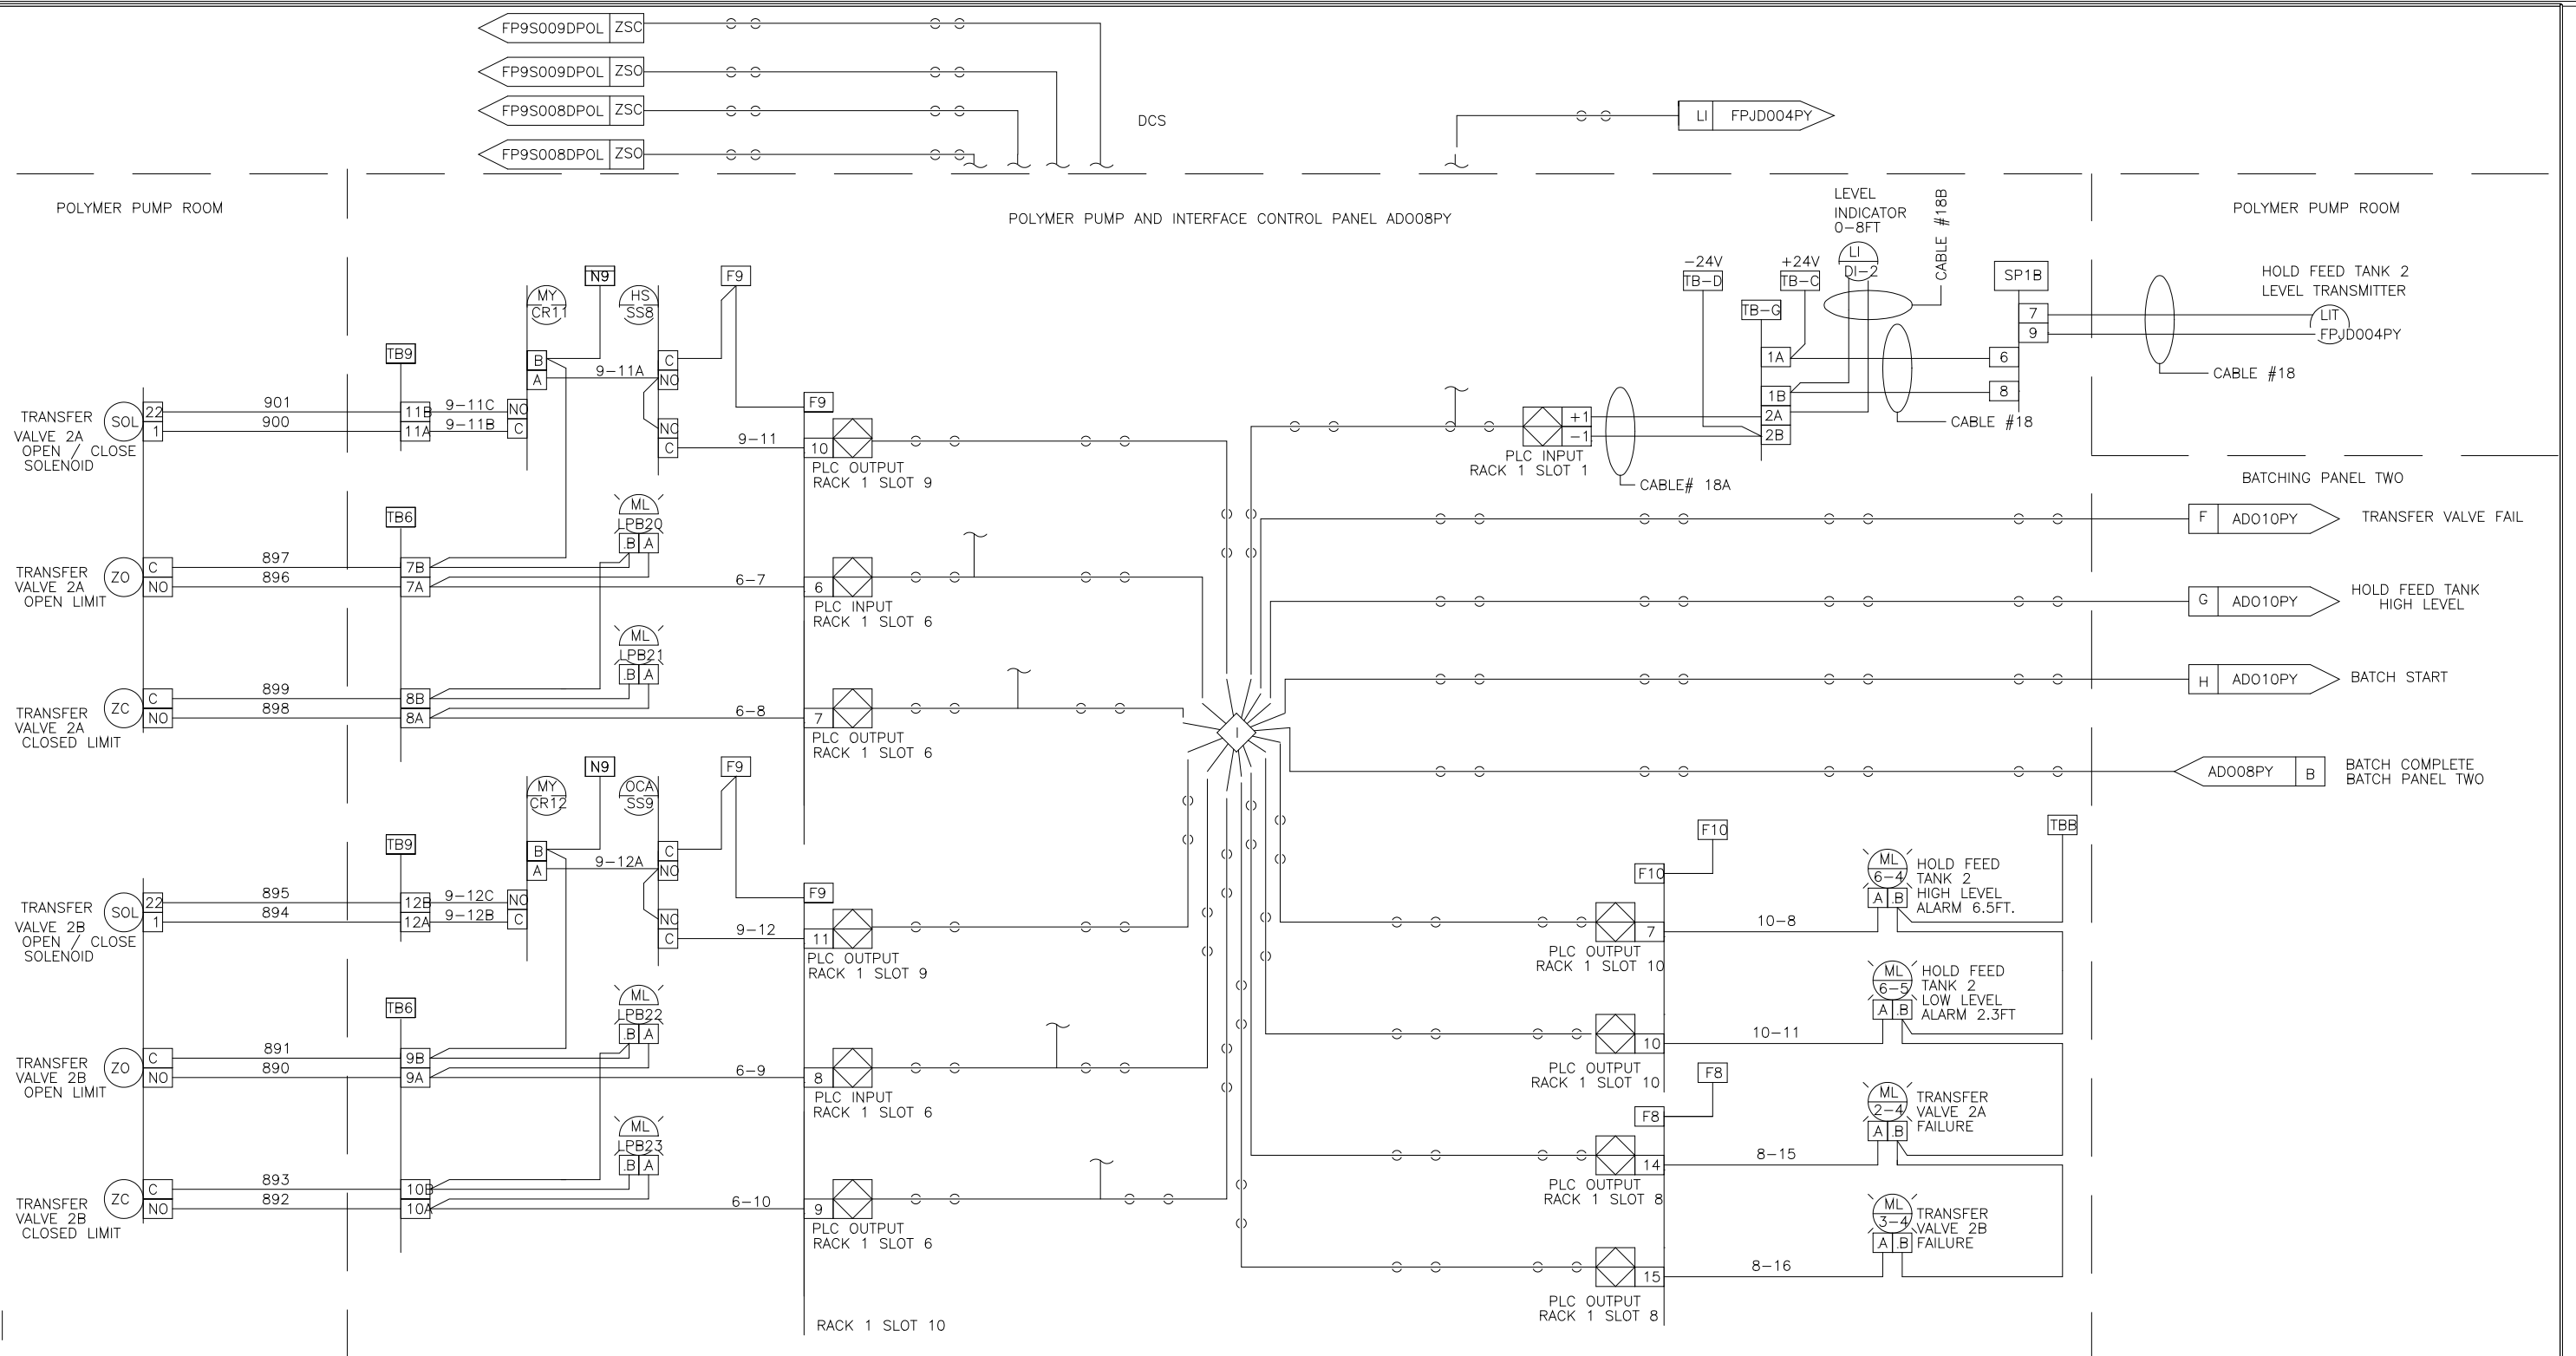 FP9S009DPOL ZSC
FP9S009DPOL ZSO
FP9S008DPOL ZSC
FP9S008DPOL ZSO
DCS
LI FPJD004PY
POLYMER PUMP ROOM
POLYMER PUMP AND INTERFACE CONTROL PANEL ADO08PY
POLYMER PUMP ROOM
N9
MY
CR11
HS
SS8
F9
TB9
B
A
9-11A
C
NO
901
900
22
1
SOL
TRANSFER
VALVE 2A
OPEN / CLOSE
SOLENOID
11B
11A
9-11C
9-11B
NO
C
NO
C
9-11
F9
10
PLC OUTPUT
RACK 1 SLOT 9
TB6
ML
LPB20
.B A
897
896
C
NO
ZO
TRANSFER
VALVE 2A
OPEN LIMIT
7B
7A
6-7
6
PLC INPUT
RACK 1 SLOT 6
ML
LPB21
.B A
899
898
C
NO
ZC
TRANSFER
VALVE 2A
CLOSED LIMIT
8B
8A
6-8
7
PLC OUTPUT
RACK 1 SLOT 6
N9
MY
CR12
OCA
SS9
F9
TB9
B
A
9-12A
C
NO
895
894
22
1
SOL
TRANSFER
VALVE 2B
OPEN / CLOSE
SOLENOID
12B
12A
9-12C
9-12B
NO
C
NO
C
9-12
F9
11
PLC OUTPUT
RACK 1 SLOT 9
TB6
ML
LPB22
.B A
891
890
C
NO
ZO
TRANSFER
VALVE 2B
OPEN LIMIT
9B
9A
6-9
8
PLC INPUT
RACK 1 SLOT 6
ML
LPB23
.B A
893
892
C
NO
ZC
TRANSFER
VALVE 2B
CLOSED LIMIT
10B
10A
6-10
9
PLC OUTPUT
RACK 1 SLOT 6
RACK 1 SLOT 10
I
LEVEL
INDICATOR
0-8FT
CABLE #18B
LI
DI-2
-24V
TB-D
+24V
TB-C
TB-G
SP1B
7
9
HOLD FEED TANK 2
LEVEL TRANSMITTER
LIT
FPJD004PY
CABLE #18
1A
1B
2A
2B
6
8
CABLE #18
+1
-1
PLC INPUT
RACK 1 SLOT 1
CABLE# 18A
BATCHING PANEL TWO
F ADO10PY TRANSFER VALVE FAIL
G ADO10PY HOLD FEED TANK
HIGH LEVEL
H ADO10PY BATCH START
ADO08PY B BATCH COMPLETE
BATCH PANEL TWO
F10
TBB
F10
7
PLC OUTPUT
RACK 1 SLOT 10
10-8
ML
6-4
A .B
HOLD FEED
TANK 2
HIGH LEVEL
ALARM 6.5FT.
10
PLC OUTPUT
RACK 1 SLOT 10
10-11
ML
6-5
A .B
HOLD FEED
TANK 2
LOW LEVEL
ALARM 2.3FT
F8
F8
14
PLC OUTPUT
RACK 1 SLOT 8
8-15
ML
2-4
A .B
TRANSFER
VALVE 2A
FAILURE
15
PLC OUTPUT
RACK 1 SLOT 8
8-16
ML
3-4
A .B
TRANSFER
VALVE 2B
FAILURE